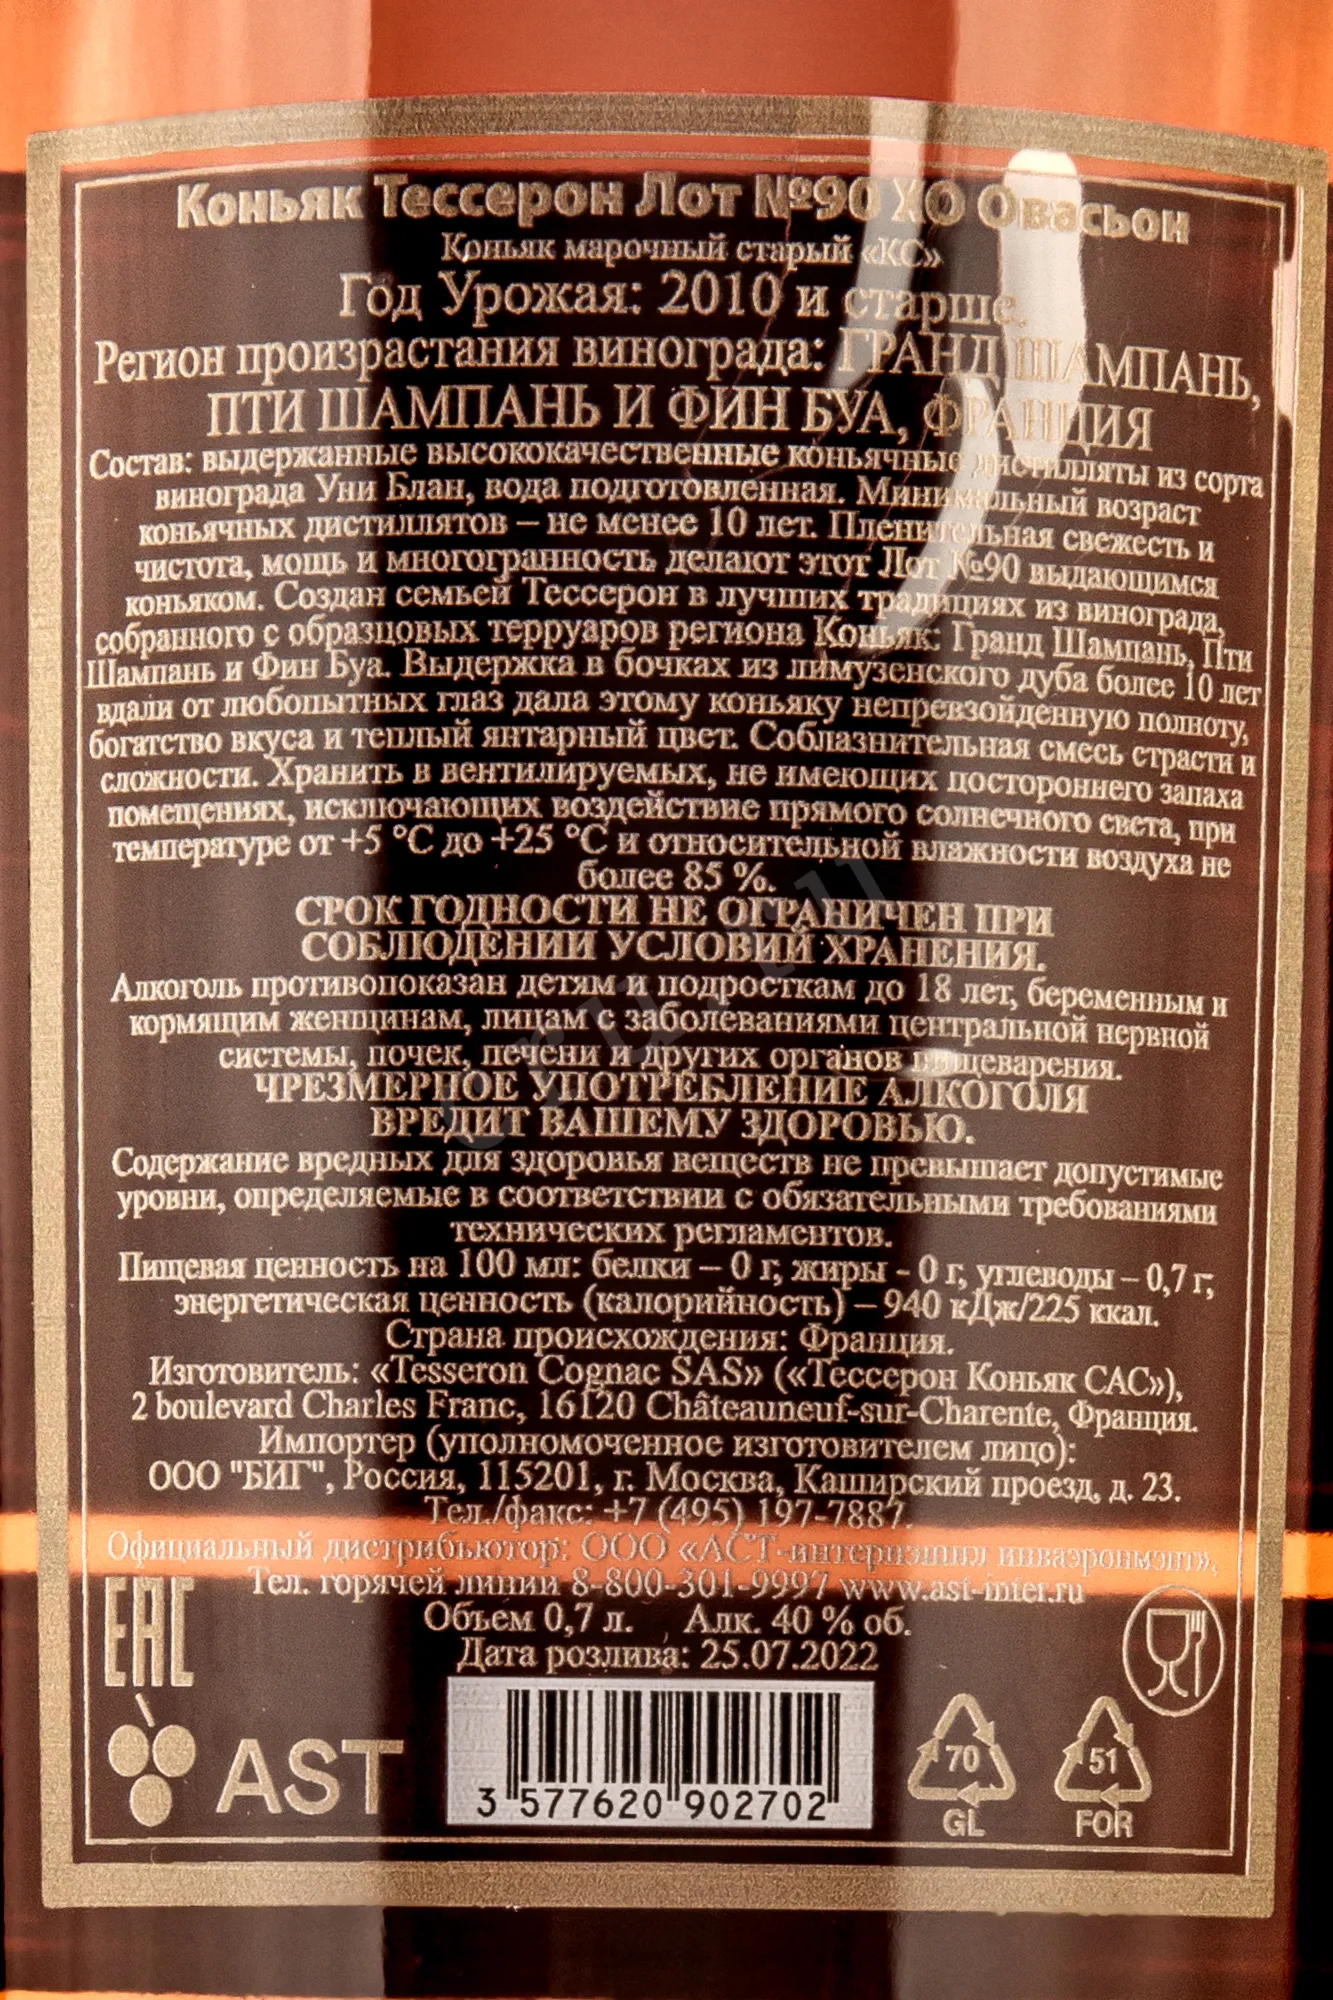 Коньяк Тессерон Лот №90 ХО Овасьон
Коньяк марочный старый «КС»
Год Урожая: 2010 и старше.
Регион произрастания винограда: ГРАНД ШАМПАНЬ,
ПТИ ШАМПАНЬ И ФИН БУА, ФРАНЦИЯ
Состав: выдержанные высококачественные коньячные дистилляты из сорта
винограда Уни Блан, вода подготовленная. Минимальный возраст
коньячных дистиллятов – не менее 10 лет. Пленительная свежесть и
чистота, мощь и многогранность делают этот Лот №90 выдающимся
коньяком. Создан семьей Тессерон в лучших традициях из винограда,
собранного с образцовых терруаров региона Коньяк: Гранд Шампань, Пти
Шампань и Фин Буа. Выдержка в бочках из лимузенского дуба более 10 лет
вдали от любопытных глаз дала этому коньяку непревзойденную полноту,
богатство вкуса и теплый янтарный цвет. Соблазнительная смесь страсти и
сложности. Хранить в вентилируемых, не имеющих постороннего запаха
помещениях, исключающих воздействие прямого солнечного света, при
температуре от +5 °С до +25 °С и относительной влажности воздуха не
более 85 %.
СРОК ГОДНОСТИ НЕ ОГРАНИЧЕН ПРИ
СОБЛЮДЕНИИ УСЛОВИЙ ХРАНЕНИЯ.
Алкоголь противопоказан детям и подросткам до 18 лет, беременным и
кормящим женщинам, лицам с заболеваниями центральной нервной
системы, почек, печени и других органов пищеварения.
ЧРЕЗМЕРНОЕ УПОТРЕБЛЕНИЕ АЛКОГОЛЯ
ВРЕДИТ ВАШЕМУ ЗДОРОВЬЮ.
Содержание вредных для здоровья веществ не превышает допустимые
уровни, определяемые в соответствии с обязательными требованиями
технических регламентов.
Пищевая ценность на 100 мл: белки – 0 г, жиры - 0 г, углеводы – 0,7 г;
энергетическая ценность (калорийность) – 940 кДж/225 ккал.
Страна происхождения: Франция.
Изготовитель: «Tesseron Cognac SAS» («Тессерон Коньяк САС»),
2 boulevard Charles Franc, 16120 Châteauneuf-sur-Charente, Франция.
Импортер (уполномоченное изготовителем лицо):
ООО "БИГ", Россия, 115201, г. Москва, Каширский проезд, д. 23.
Тел./факс: +7 (495) 197-7887.
Официальный дистрибьютор: ООО «АСТ-интернэшнл инваэронмэнт»,
Тел. горячей линии 8-800-301-9997 www.ast-inter.ru
Объем 0,7 л. Алк. 40 % об.
Дата розлива: 25.07.2022
EAC
AST
3 577620 902702
70
GL
51
FOR
cru.ru